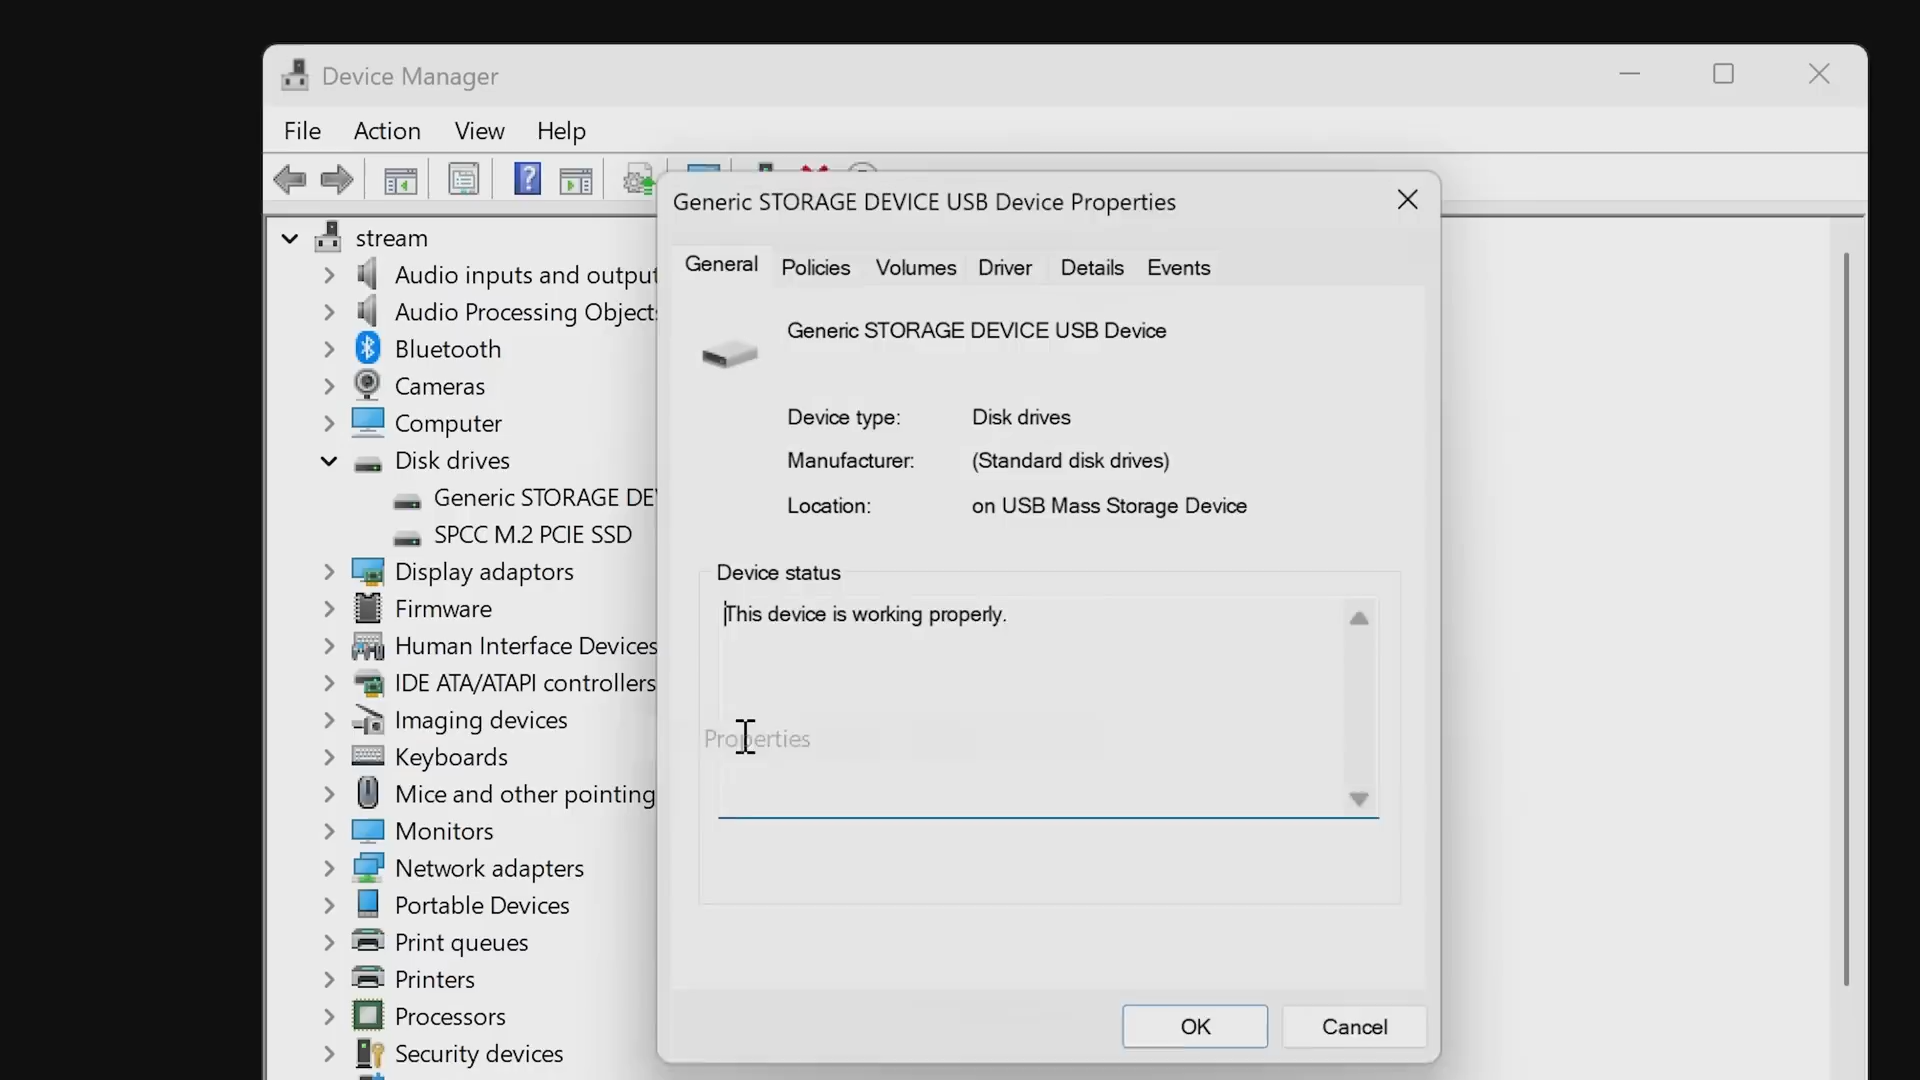 Device Manager
File Action View Help
Generic STORAGE DEVICE USB Device Properties
General Policies Volumes Driver Details Events
Generic STORAGE DEVICE USB Device
Device type: Disk drives
Manufacturer: (Standard disk drives)
Location: on USB Mass Storage Device
Device status
This device is working properly.
Properties
OK Cancel
stream
Audio inputs and output
Audio Processing Objects
Bluetooth
Cameras
Computer
Disk drives
Generic STORAGE DEV
SPCC M.2 PCIE SSD
Display adaptors
Firmware
Human Interface Devices
IDE ATA/ATAPI controllers
Imaging devices
Keyboards
Mice and other pointing
Monitors
Network adapters
Portable Devices
Print queues
Printers
Processors
Security devices